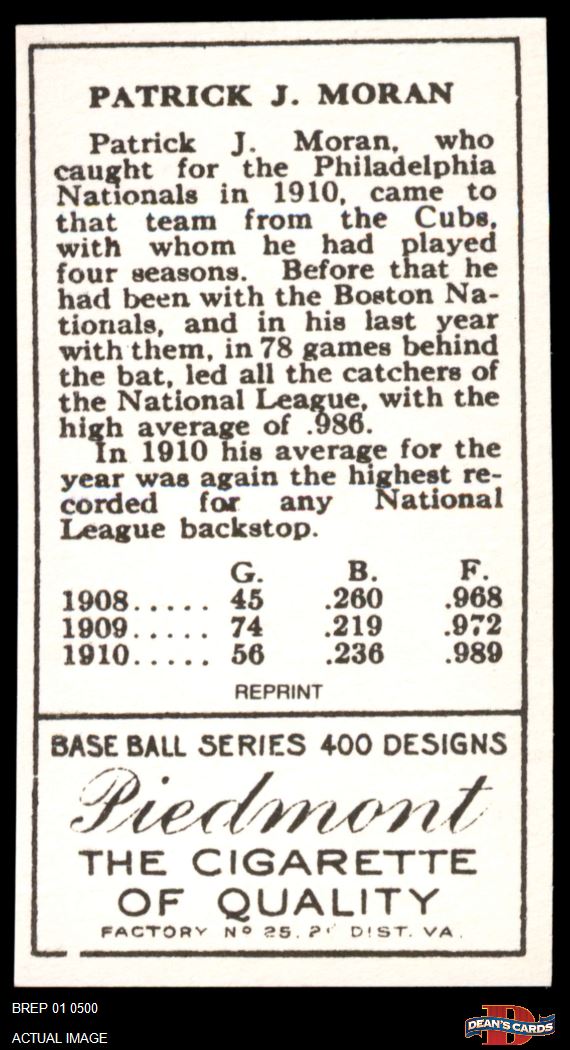 PATRICK J. MORAN
Patrick J. Moran, who
caught for the Philadelphia
Nationals in 1910, came to
that team from the Cubs,
with whom he had played
four seasons. Before that he
had been with the Boston Na-
tionals, and in his last year
with them, in 78 games behind
the bat, led all the catchers of
the National League, with the
high average of .986.
In 1910 his average for the
year was again the highest re-
corded for any National
League backstop.
G. B. F.
1908..... 45 .260 .968
1909..... 74 .219 .972
1910..... 56 .236 .989
REPRINT
BASE BALL SERIES 400 DESIGNS
Piedmont
THE CIGARETTE
OF QUALITY
FACTORY Nº 25. DIST. VA.
BREP 01 0500
ACTUAL IMAGE
D
DEAN'S CARDS